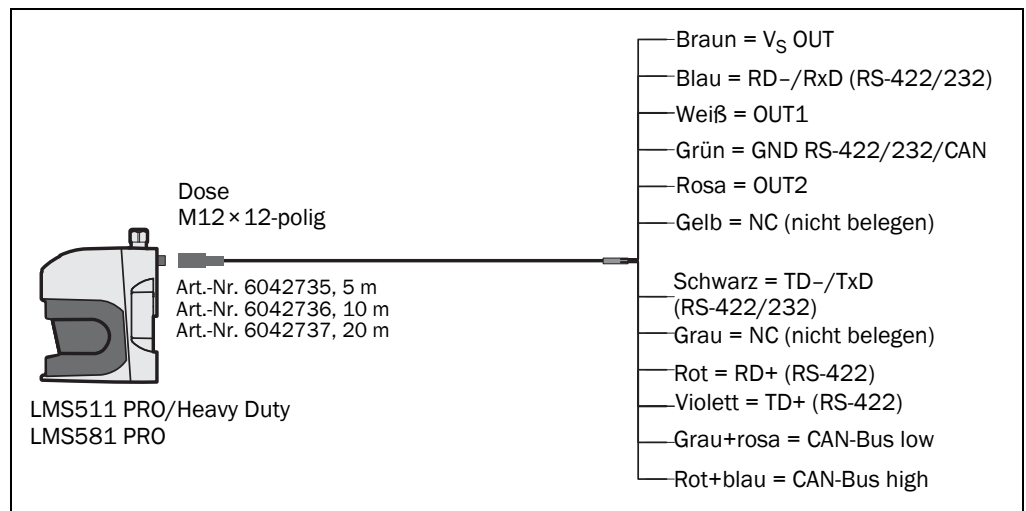 Braun = VS OUT
Blau = RD–/RxD (RS-422/232)
Weiß = OUT1
Grün = GND RS-422/232/CAN
Rosa = OUT2
Gelb = NC (nicht belegen)
Schwarz = TD–/TxD
(RS-422/232)
Grau = NC (nicht belegen)
Rot = RD+ (RS-422)
Violett = TD+ (RS-422)
Grau+rosa = CAN-Bus low
Rot+blau = CAN-Bus high
Dose
M12 × 12-polig
Art.-Nr. 6042735, 5 m
Art.-Nr. 6042736, 10 m
Art.-Nr. 6042737, 20 m
LMS511 PRO/Heavy Duty
LMS581 PRO